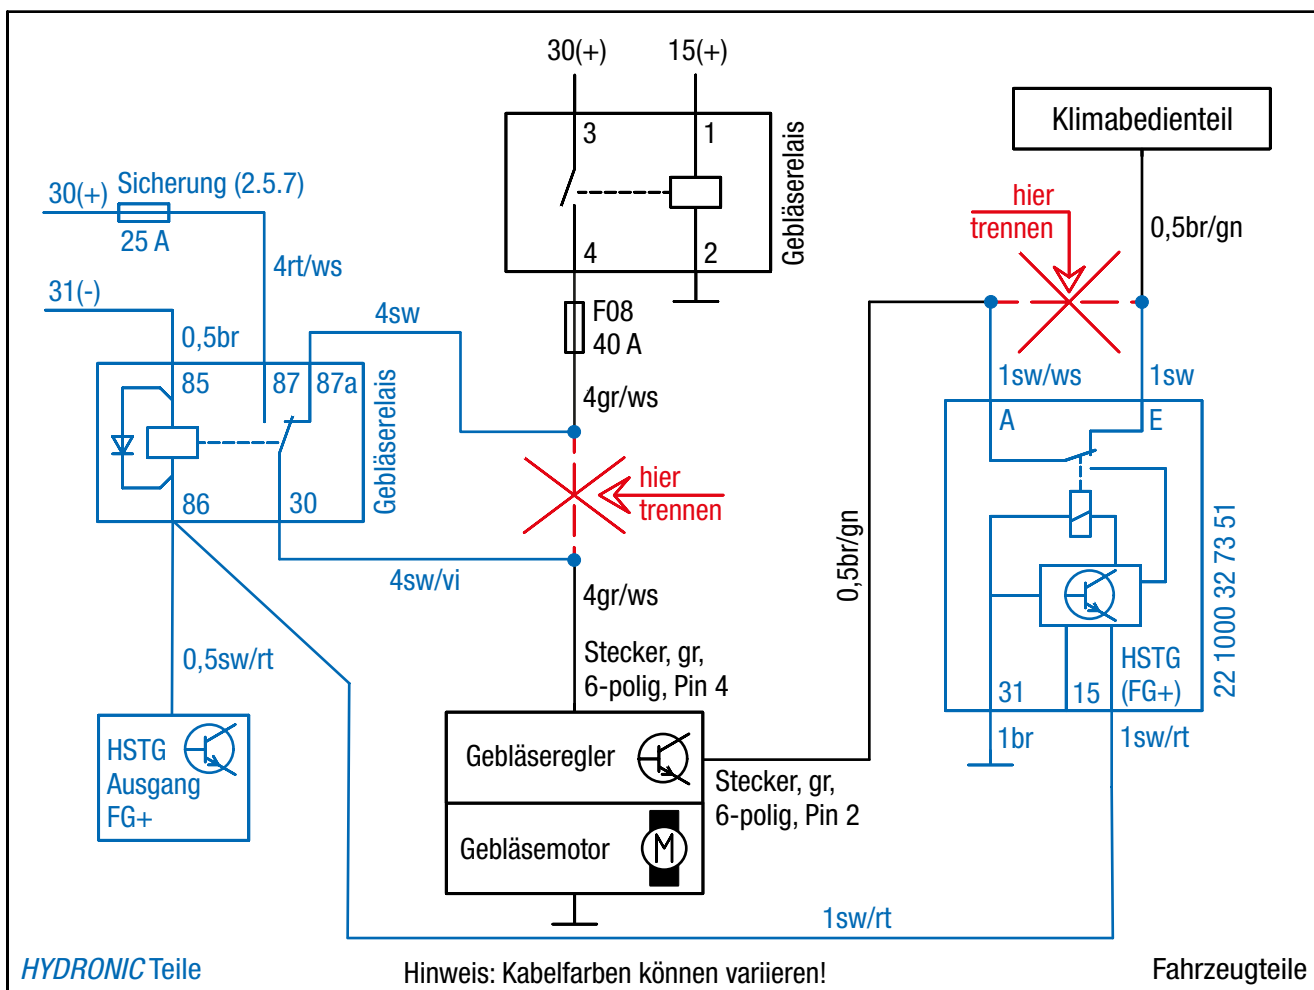 30(+)
15(+)
3
1
4
2
Gebläserelais
Klimabedienteil
0,5br/gn
hier
trennen
30(+)
Sicherung (2.5.7)
25 A
4rt/ws
31(-)
0,5br
4sw
85
87
87a
86
30
Gebläserelais
F08
40 A
4gr/ws
hier
trennen
4sw/vi
4gr/ws
0,5br/gn
1sw/ws
1sw
A
E
22 1000 32 73 51
31
15
HSTG
(FG+)
1br
1sw/rt
0,5sw/rt
HSTG
Ausgang
FG+
Stecker, gr,
6-polig, Pin 4
Gebläseregler
Stecker, gr,
6-polig, Pin 2
Gebläsemotor
M
1sw/rt
HYDRONIC Teile
Hinweis: Kabelfarben können variieren!
Fahrzeugteile